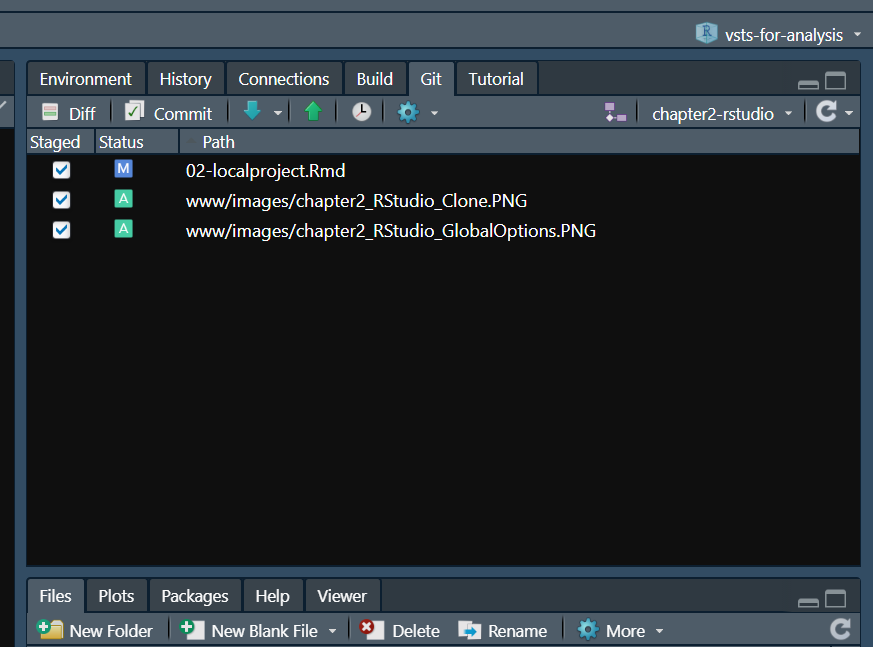 vsts-for-analysis
Environment History Connections Build Git Tutorial
Diff Commit chapter2-rstudio
Staged Status Path
M 02-localproject.Rmd
A www/images/chapter2_RStudio_Clone.PNG
A www/images/chapter2_RStudio_GlobalOptions.PNG
Files Plots Packages Help Viewer
New Folder New Blank File Delete Rename More